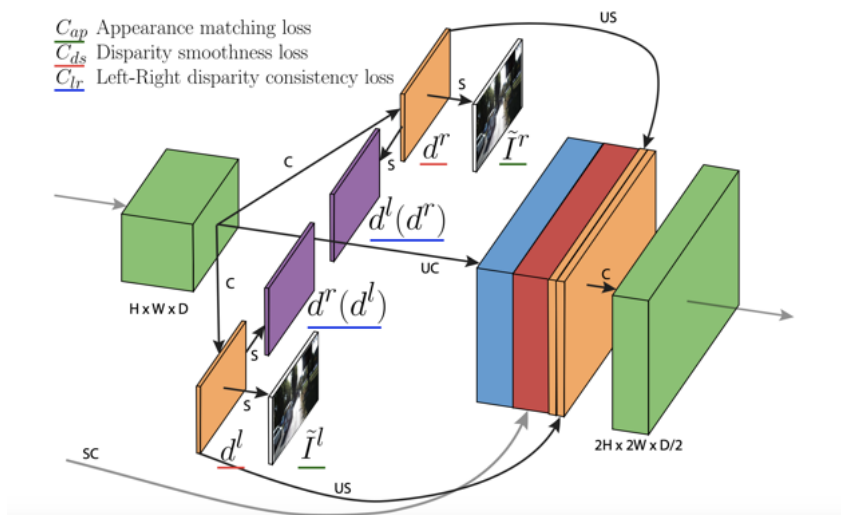 C_ap Appearance matching loss
C_ds Disparity smoothness loss
C_lr Left-Right disparity consistency loss
US
S
d^r
Ĩ^r
C
S
d^l(d^r)
H x W x D
C
UC
C
d^r(d^l)
S
S
d^l
Ĩ^l
SC
US
2H x 2W x D/2